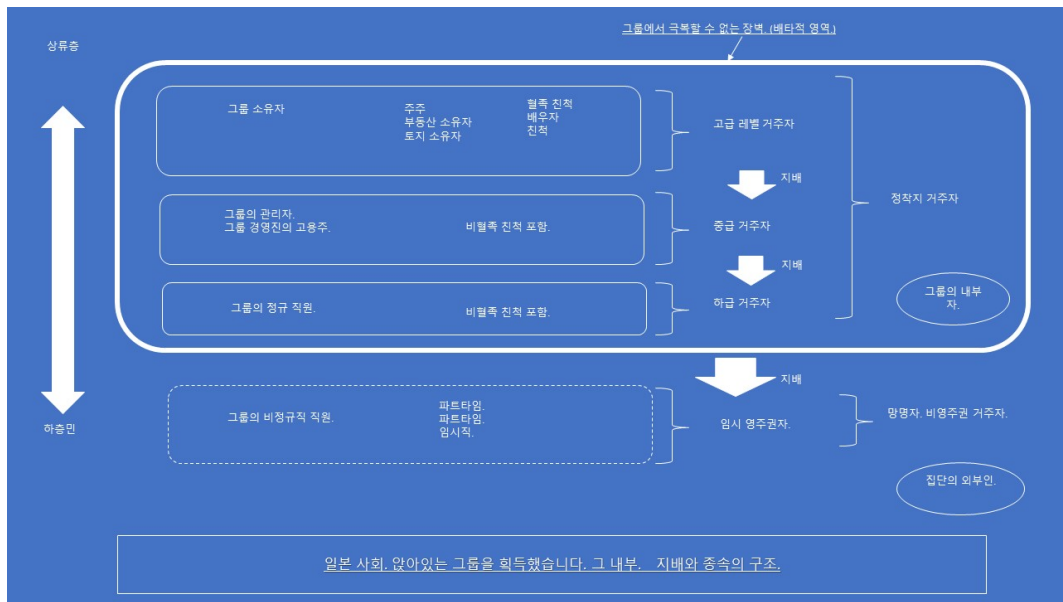 그룹에서 극복할 수 없는 장벽. (배타적 영역.)
상류층
그룹 소유자
주주
부동산 소유자
토지 소유자
혈족 친척
배우자
친척
고급 레벨 거주자
지배
정착지 거주자
그룹의 관리자.
그룹 경영진의 고용주.
비혈족 친척 포함.
중급 거주자
지배
그룹의 정규 직원.
비혈족 친척 포함.
하급 거주자
그룹의 내부
자.
지배
하층민
그룹의 비정규직 직원.
파트타임.
파트타임.
임시직.
임시 영주권자.
망명자. 비영주권 거주자.
집단의 외부인.
일본 사회. 앉아있는 그룹을 획득했습니다. 그 내부. 지배와 종속의 구조.